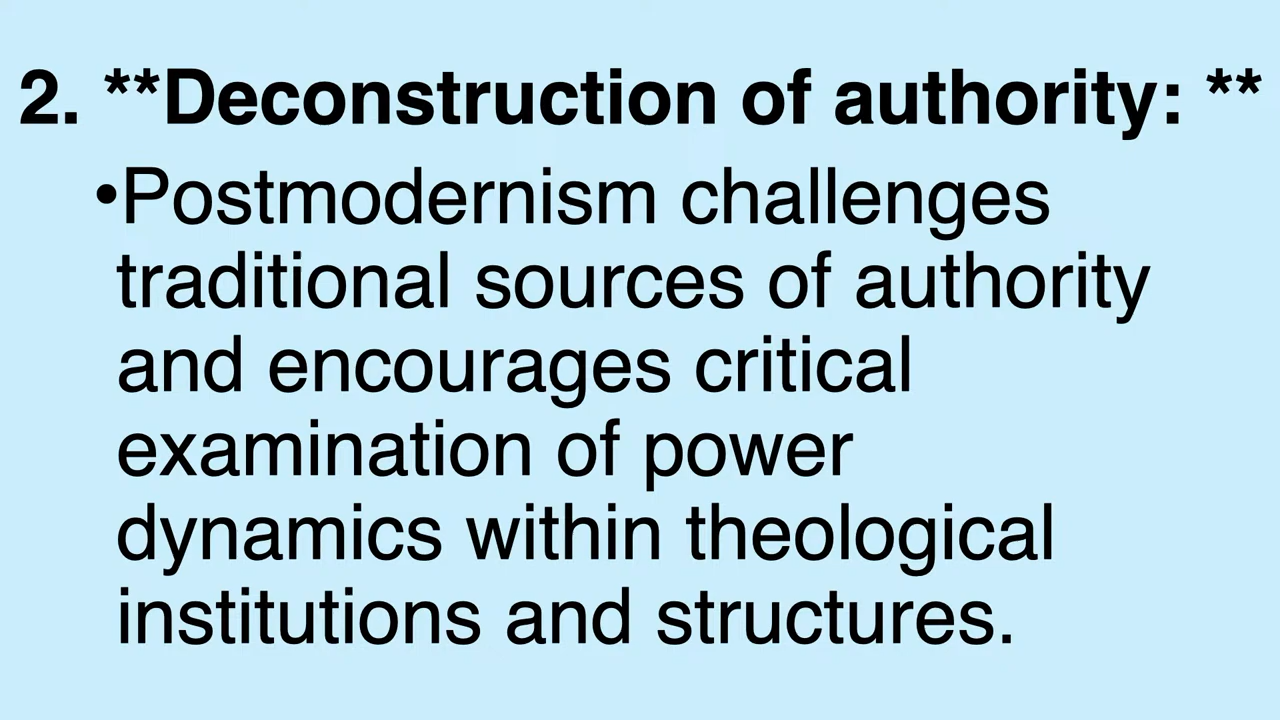 2. **Deconstruction of authority: **
•Postmodernism challenges
traditional sources of authority
and encourages critical
examination of power
dynamics within theological
institutions and structures.